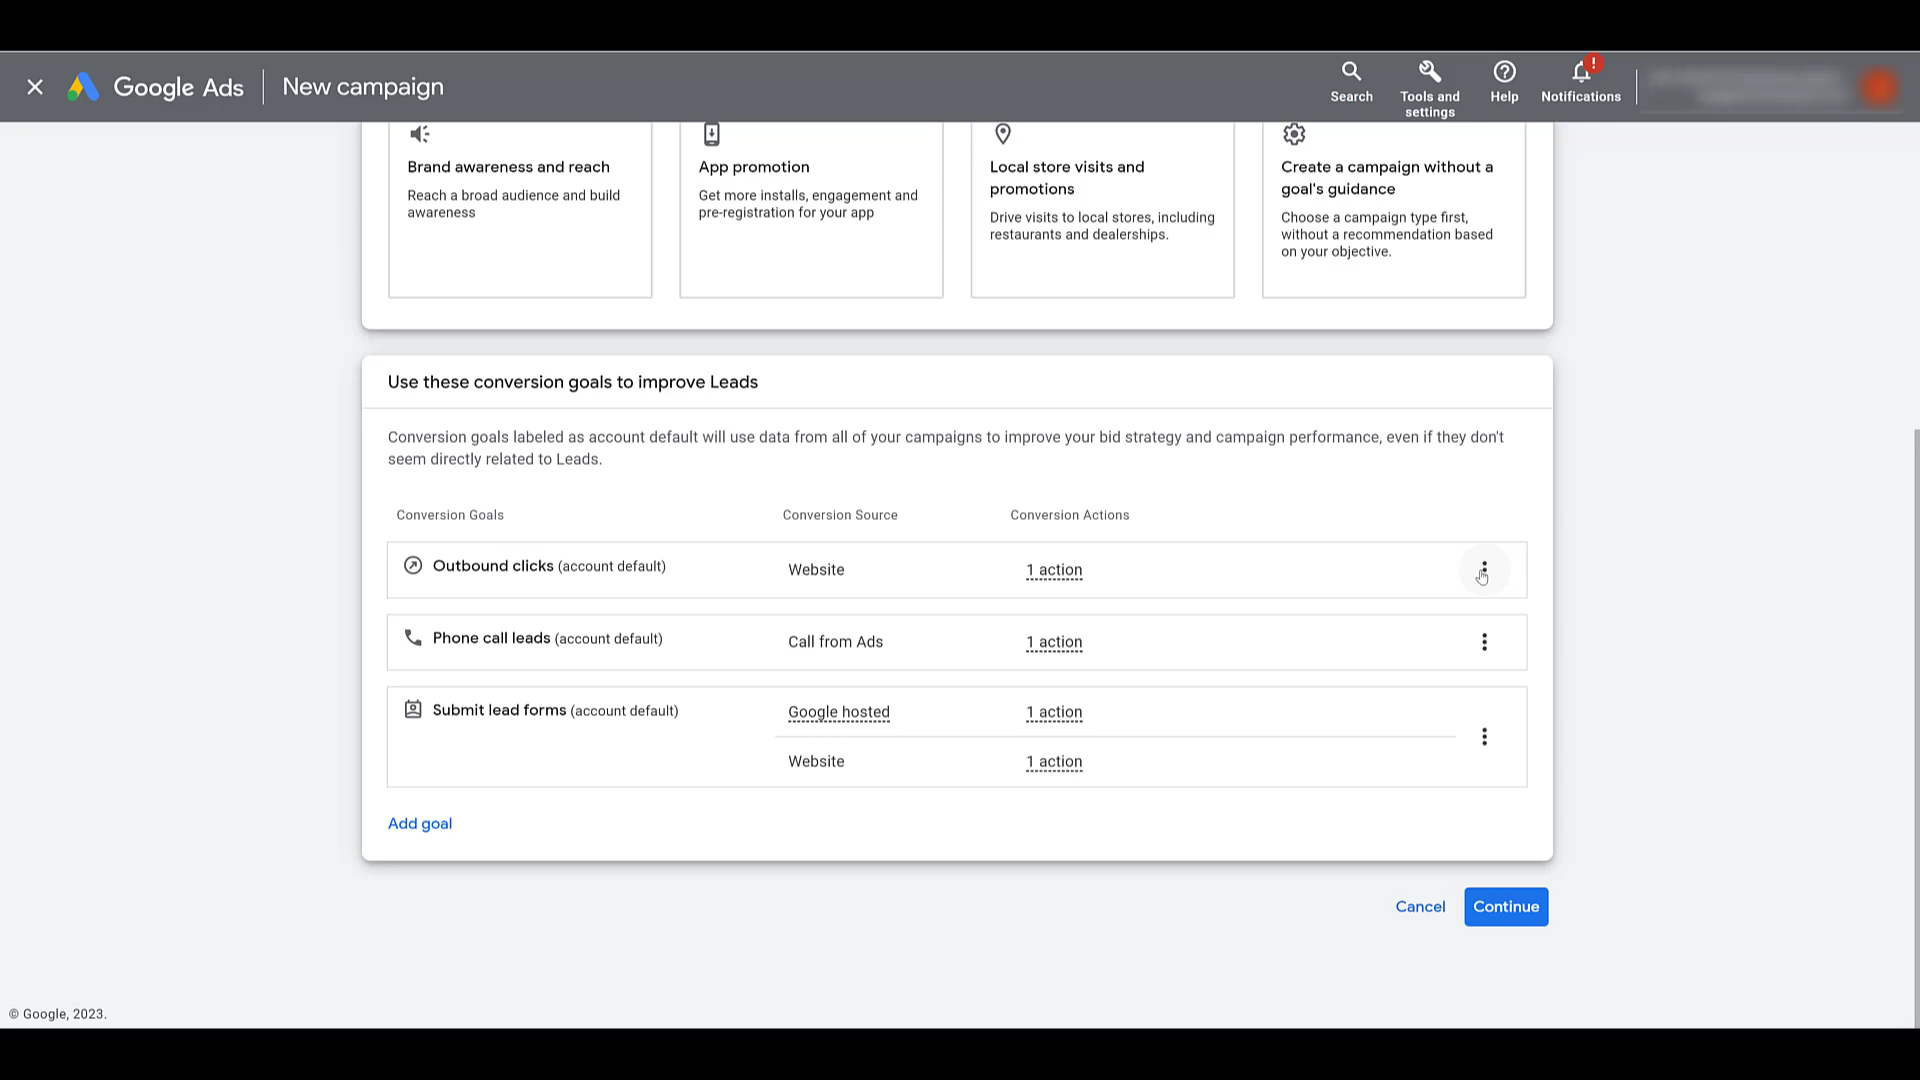 Google Ads
New campaign
Search
Tools and
settings
Help
!
Notifications
Brand awareness and reach
Reach a broad audience and build
awareness
App promotion
Get more installs, engagement and
pre-registration for your app
Local store visits and
promotions
Drive visits to local stores, including
restaurants and dealerships.
Create a campaign without a
goal's guidance
Choose a campaign type first,
without a recommendation based
on your objective.
Use these conversion goals to improve Leads
Conversion goals labeled as account default will use data from all of your campaigns to improve your bid strategy and campaign performance, even if they don't
seem directly related to Leads.
Conversion Goals Conversion Source Conversion Actions
Outbound clicks (account default) Website 1 action
Phone call leads (account default) Call from Ads 1 action
Submit lead forms (account default) Google hosted 1 action
Website 1 action
Add goal
Cancel Continue
© Google, 2023.